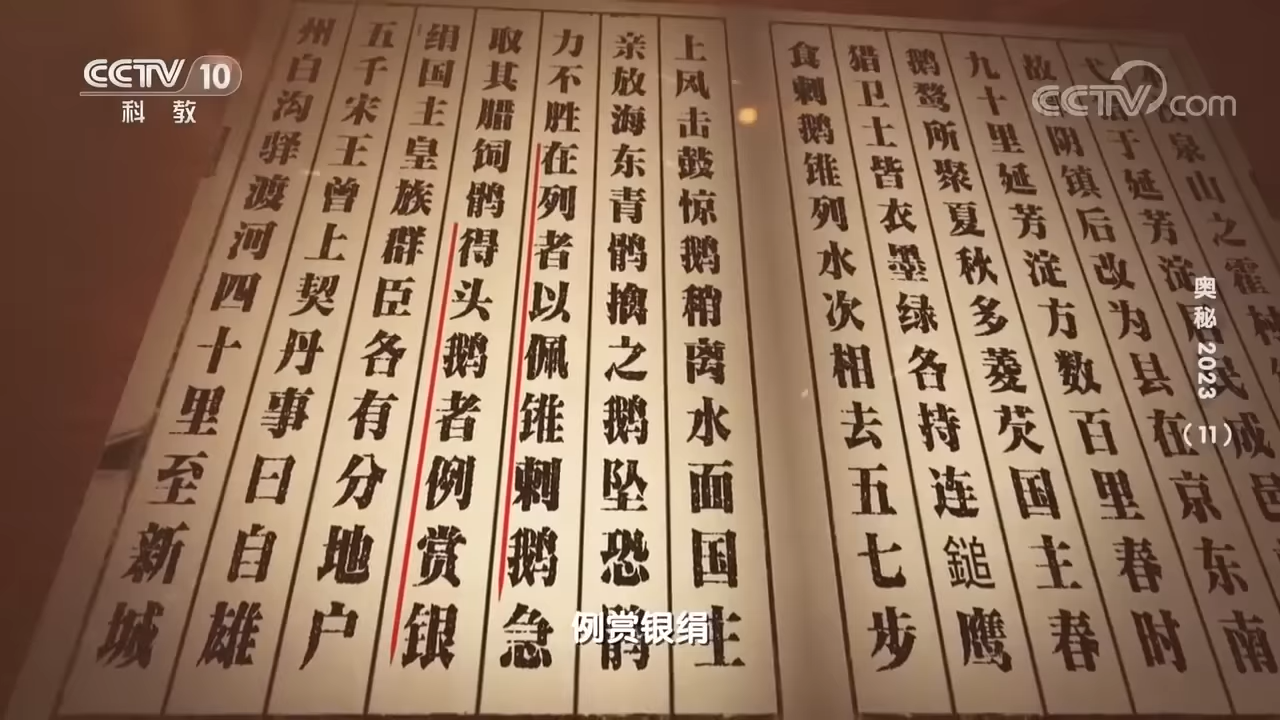 CCTV 10
科教
CCTV.com
奥秘 2023
（11）
泉山之霍村
于延芳淀居民成邑
故阴镇后改为县在京东南
九十里延芳淀方数百里春时
鹅鹜所聚夏秋多菱芡国主春
猎卫士皆衣墨绿各持连鎚鹰
食刺鹅锥列水次相去五七步
上风击鼓惊鹅稍离水面国主
亲放海东青鹘擒之鹅坠恐鹘
力不胜在列者以佩锥刺鹅急
取其腊饲鹘得头鹅者例赏银
绢国主皇族群臣各有分地户
五千宋王曾上契丹事曰自雄
州白沟驿渡河四十里至新城
例赏银绢